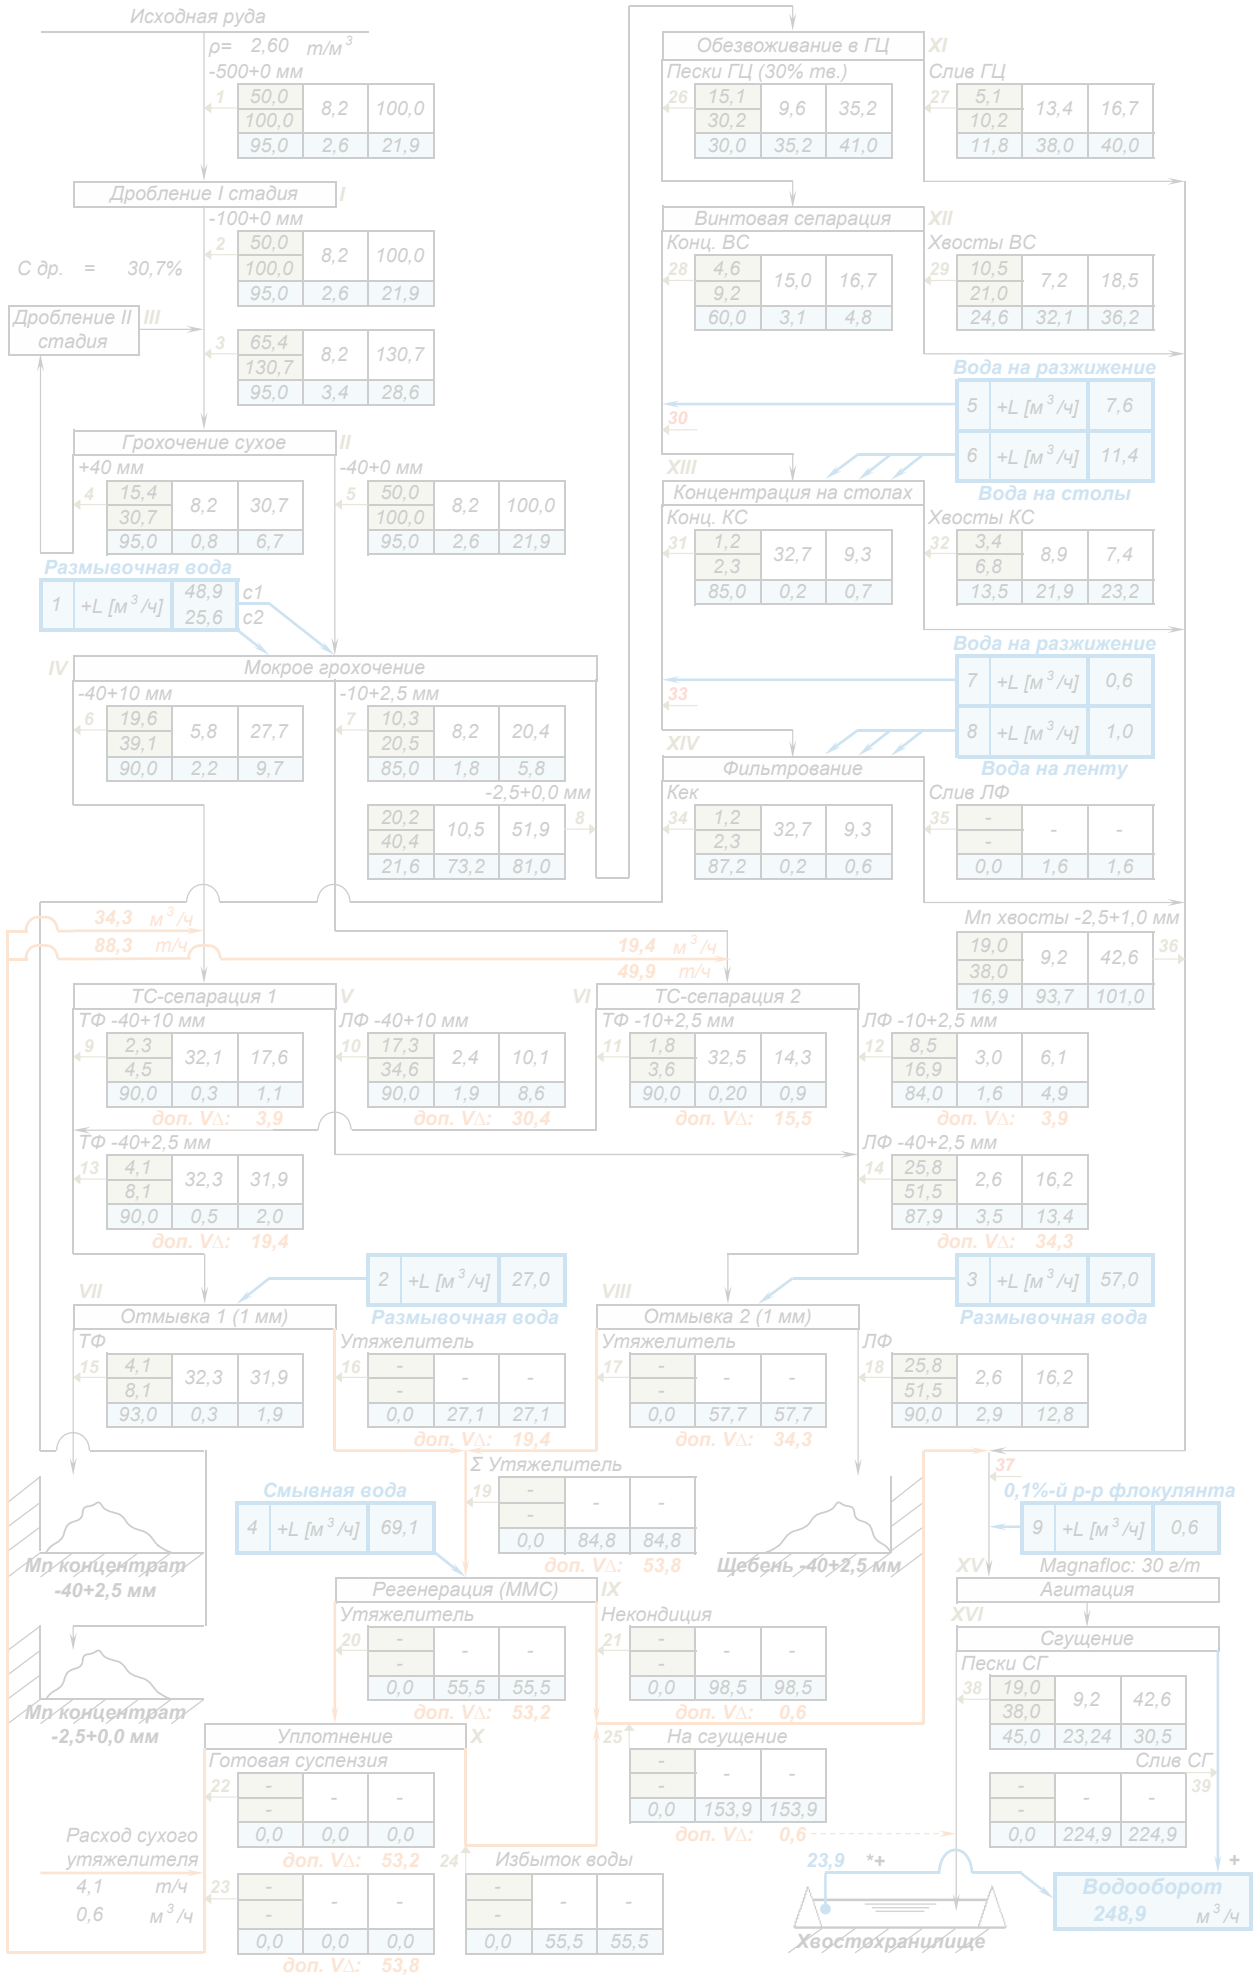 Исходная руда
ρ= 2,60 т/м³
-500+0 мм
1 50,0 8,2 100,0
100,0
95,0 2,6 21,9
Дробление I стадия I
-100+0 мм
2 50,0 8,2 100,0
100,0
95,0 2,6 21,9
С др. = 30,7%
Дробление II стадия III
3 65,4 8,2 130,7
130,7
95,0 3,4 28,6
Грохочение сухое II
+40 мм
4 15,4 8,2 30,7
30,7
95,0 0,8 6,7
-40+0 мм
5 50,0 8,2 100,0
100,0
95,0 2,6 21,9
Размывочная вода
1 +L [м³/ч] 48,9 с1
25,6 с2
IV Мокрое грохочение
-40+10 мм
6 19,6 5,8 27,7
39,1
90,0 2,2 9,7
-10+2,5 мм
7 10,3 8,2 20,4
20,5
85,0 1,8 5,8
-2,5+0,0 мм
20,2 10,5 51,9 8
40,4
21,6 73,2 81,0
Обезвоживание в ГЦ XI
Пески ГЦ (30% тв.)
26 15,1 9,6 35,2
30,2
30,0 35,2 41,0
Слив ГЦ
27 5,1 13,4 16,7
10,2
11,8 38,0 40,0
Винтовая сепарация XII
Конц. ВС
28 4,6 15,0 16,7
9,2
60,0 3,1 4,8
Хвосты ВС
29 10,5 7,2 18,5
21,0
24,6 32,1 36,2
Вода на разжижение
5 +L [м³/ч] 7,6
30
6 +L [м³/ч] 11,4
Вода на столы
XIII
Концентрация на столах
Конц. КС
31 1,2 32,7 9,3
2,3
85,0 0,2 0,7
Хвосты КС
32 3,4 8,9 7,4
6,8
13,5 21,9 23,2
Вода на разжижение
7 +L [м³/ч] 0,6
33
8 +L [м³/ч] 1,0
Вода на ленту
XIV
Фильтрование
Кек
34 1,2 32,7 9,3
2,3
87,2 0,2 0,6
Слив ЛФ
35 - - -
-
0,0 1,6 1,6
Mn хвосты -2,5+1,0 мм
19,0 9,2 42,6 36
38,0
16,9 93,7 101,0
34,3 м³/ч
88,3 т/ч
19,4 м³/ч
49,9 т/ч
ТС-сепарация 1 V
ТФ -40+10 мм
9 2,3 32,1 17,6
4,5
90,0 0,3 1,1
доп. V∆: 3,9
ЛФ -40+10 мм
10 17,3 2,4 10,1
34,6
90,0 1,9 8,6
доп. V∆: 30,4
VI ТС-сепарация 2
ТФ -10+2,5 мм
11 1,8 32,5 14,3
3,6
90,0 0,20 0,9
доп. V∆: 15,5
ЛФ -10+2,5 мм
12 8,5 3,0 6,1
16,9
84,0 1,6 4,9
доп. V∆: 3,9
ТФ -40+2,5 мм
13 4,1 32,3 31,9
8,1
90,0 0,5 2,0
доп. V∆: 19,4
ЛФ -40+2,5 мм
14 25,8 2,6 16,2
51,5
87,9 3,5 13,4
доп. V∆: 34,3
2 +L [м³/ч] 27,0
Размывочная вода
3 +L [м³/ч] 57,0
Размывочная вода
VII
Отмывка 1 (1 мм)
ТФ
15 4,1 32,3 31,9
8,1
93,0 0,3 1,9
Утяжелитель
16 - - -
-
0,0 27,1 27,1
доп. V∆: 19,4
VIII
Отмывка 2 (1 мм)
Утяжелитель
17 - - -
-
0,0 57,7 57,7
доп. V∆: 34,3
ЛФ
18 25,8 2,6 16,2
51,5
90,0 2,9 12,8
Σ Утяжелитель
19 - - -
-
0,0 84,8 84,8
доп. V∆: 53,8
Смывная вода
4 +L [м³/ч] 69,1
Mn концентрат
-40+2,5 мм
Щебень -40+2,5 мм
Mn концентрат
-2,5+0,0 мм
Регенерация (ММС) IX
Утяжелитель
20 - - -
-
0,0 55,5 55,5
доп. V∆: 53,2
Некондиция
21 - - -
-
0,0 98,5 98,5
доп. V∆: 0,6
Уплотнение X
Готовая суспензия
22 - - -
-
0,0 0,0 0,0
доп. V∆: 53,2
25 На сгущение
- - -
-
0,0 153,9 153,9
доп. V∆: 0,6
Расход сухого
утяжелителя
4,1 т/ч
0,6 м³/ч
23 - - -
-
0,0 0,0 0,0
доп. V∆: 53,8
24 Избыток воды
- - -
-
0,0 55,5 55,5
37
0,1%-й р-р флокулянта
9 +L [м³/ч] 0,6
XV Magnafloc: 30 г/т
Агитация
XVI
Сгущение
Пески СГ
38 19,0 9,2 42,6
38,0
45,0 23,24 30,5
Слив СГ
39
- - -
-
0,0 224,9 224,9
23,9 *+
+
Водооборот
248,9 м³/ч
Хвостохранилище